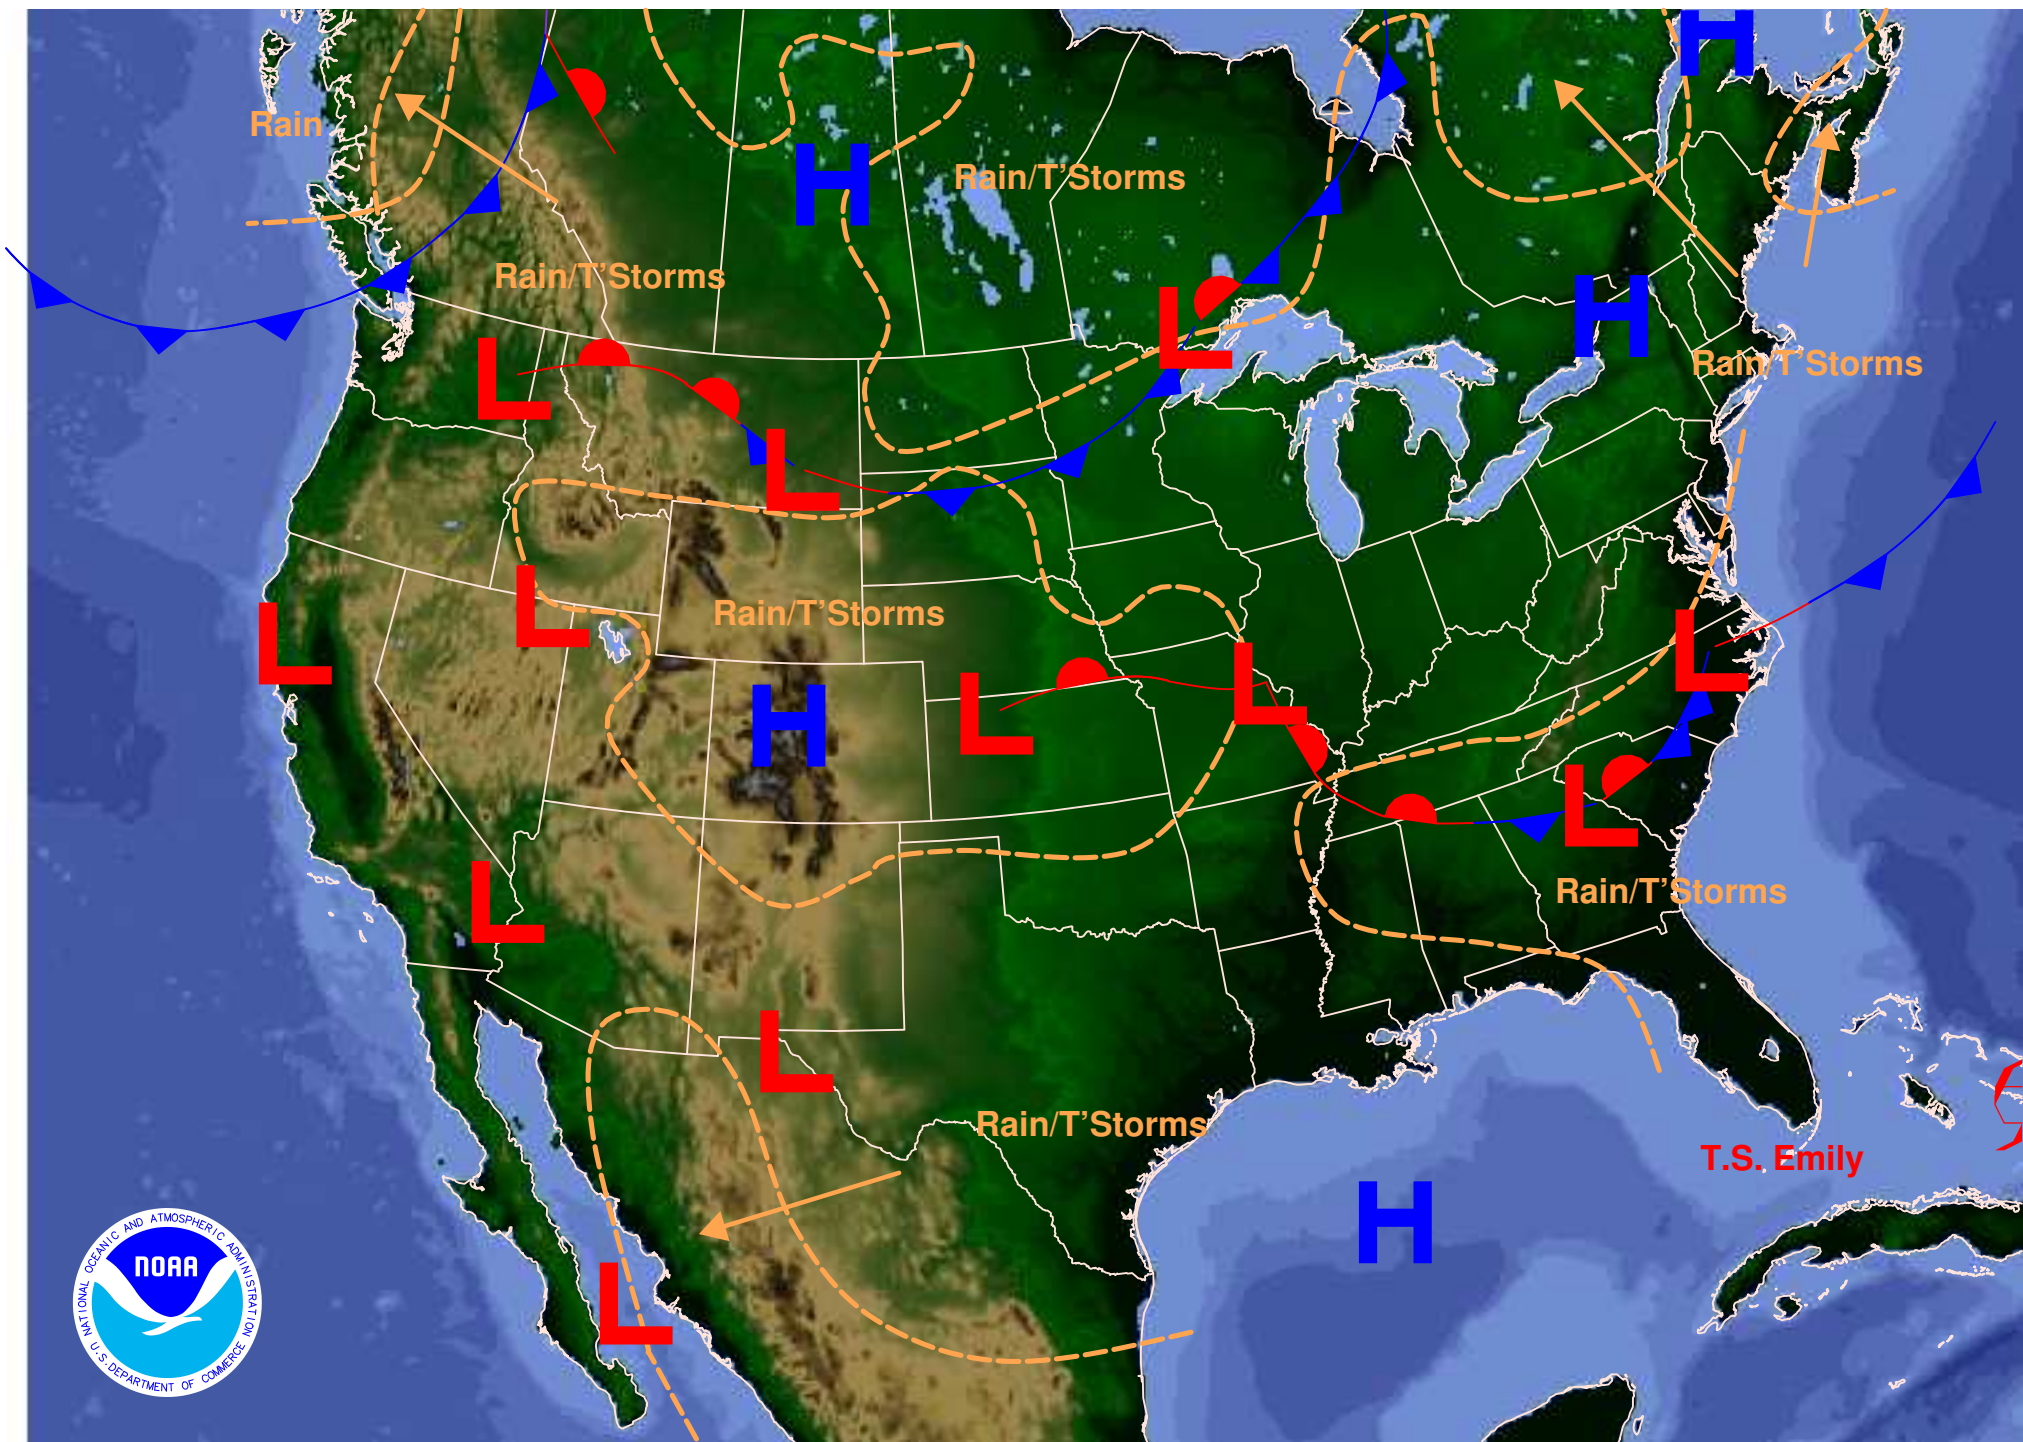 H
Rain
H
Rain/T'Storms
Rain/T'Storms
H
L
L
Rain/T'Storms
L
L
Rain/T'Storms
L
L
H
L
L
L
L
Rain/T'Storms
L
L
Rain/T'Storms
T.S. Emily
H
L
NATIONAL OCEANIC AND ATMOSPHERIC ADMINISTRATION
NOAA
U.S. DEPARTMENT OF COMMERCE